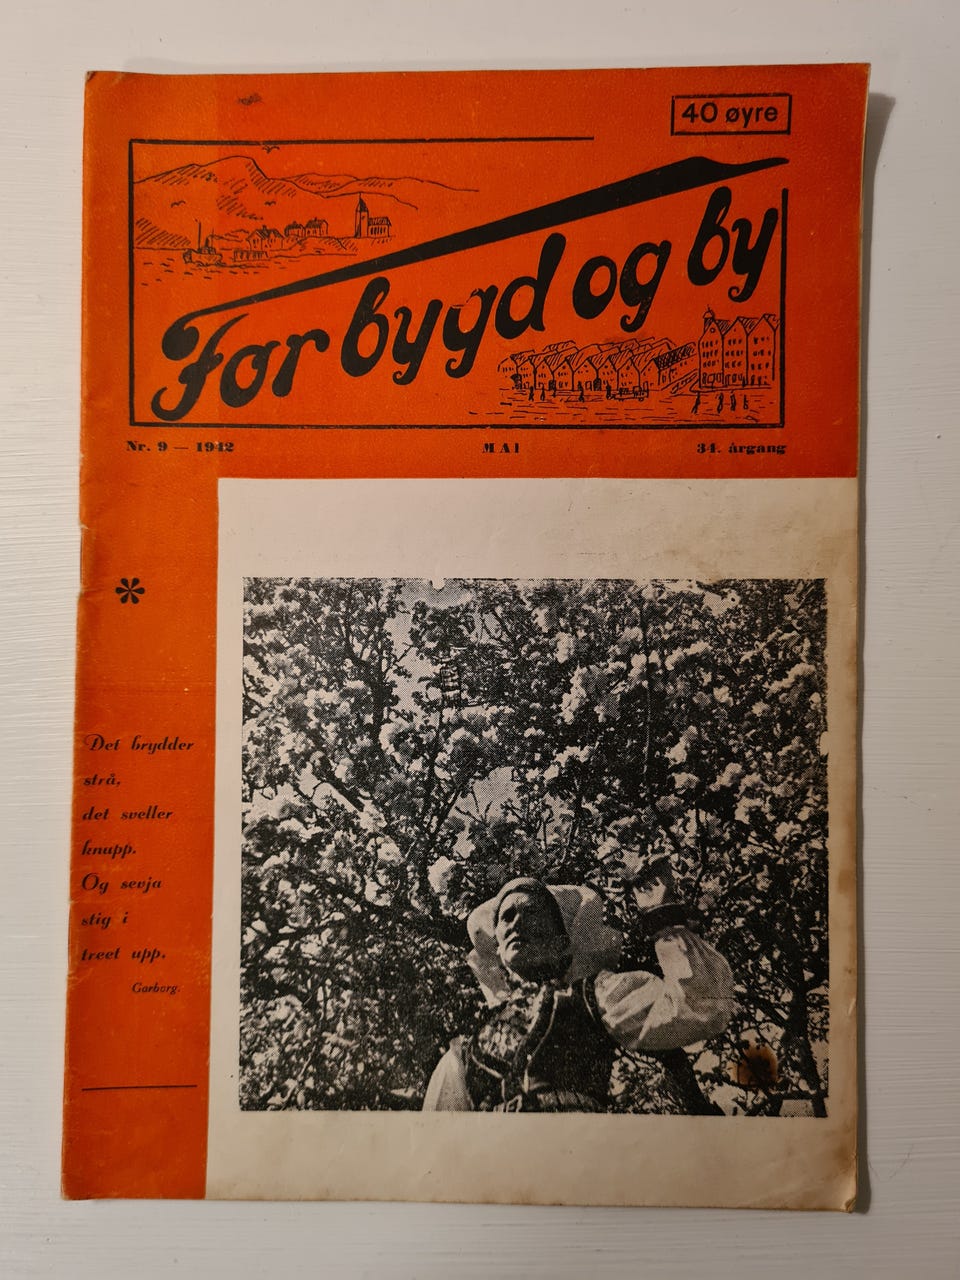 40 øyre
For bygd og by
Nr. 9 — 1942 MAI 34. årgang
*
Det brydder
strå,
det sveller
knupp.
Og sevja
stig i
treet upp.
Garborg.